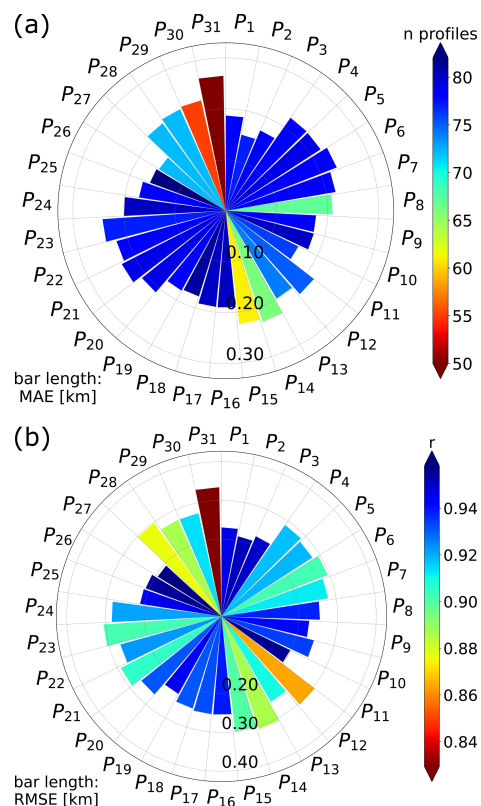 (a)
n profiles
P1
P2
P3
P4
P5
P6
P7
P8
P9
P10
P11
P12
P13
P14
P15
P16
P17
P18
P19
P20
P21
P22
P23
P24
P25
P26
P27
P28
P29
P30
P31
0.10
0.20
0.30
80
75
70
65
60
55
50
bar length:
MAE [km]
(b)
r
P1
P2
P3
P4
P5
P6
P7
P8
P9
P10
P11
P12
P13
P14
P15
P16
P17
P18
P19
P20
P21
P22
P23
P24
P25
P26
P27
P28
P29
P30
P31
0.20
0.30
0.40
0.94
0.92
0.90
0.88
0.86
0.84
bar length:
RMSE [km]